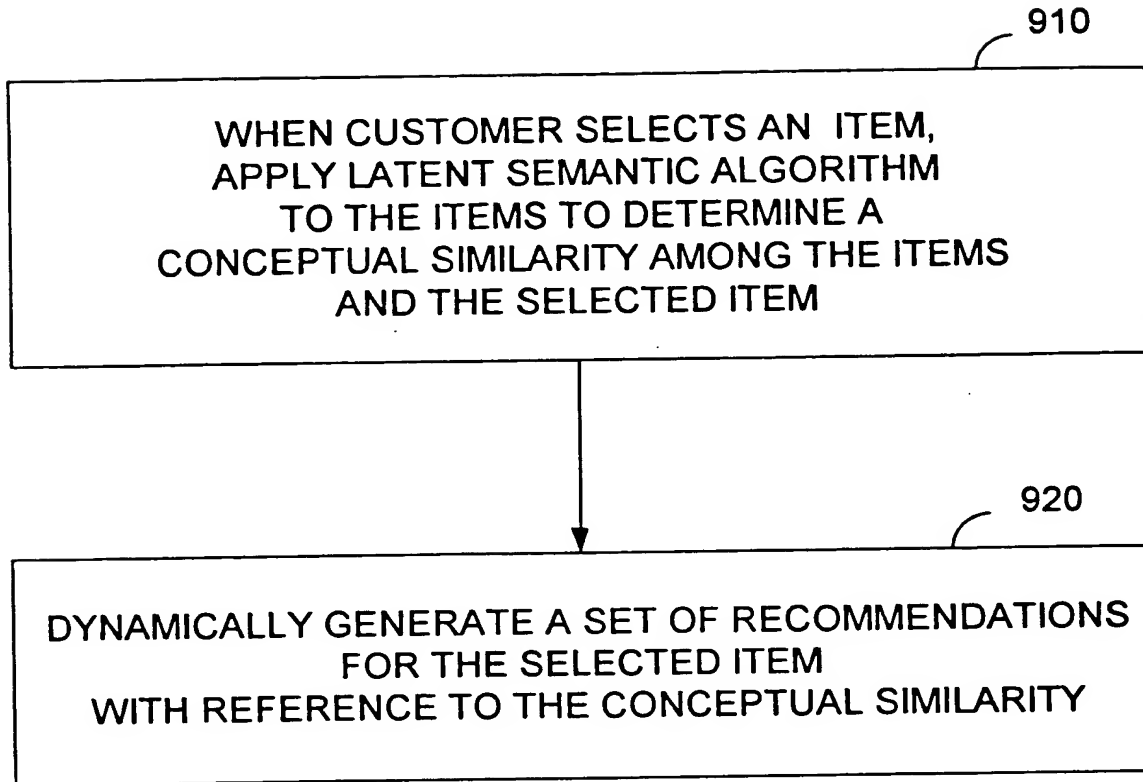 910
WHEN CUSTOMER SELECTS AN ITEM,
APPLY LATENT SEMANTIC ALGORITHM
TO THE ITEMS TO DETERMINE A
CONCEPTUAL SIMILARITY AMONG THE ITEMS
AND THE SELECTED ITEM
920
DYNAMICALLY GENERATE A SET OF RECOMMENDATIONS
FOR THE SELECTED ITEM
WITH REFERENCE TO THE CONCEPTUAL SIMILARITY